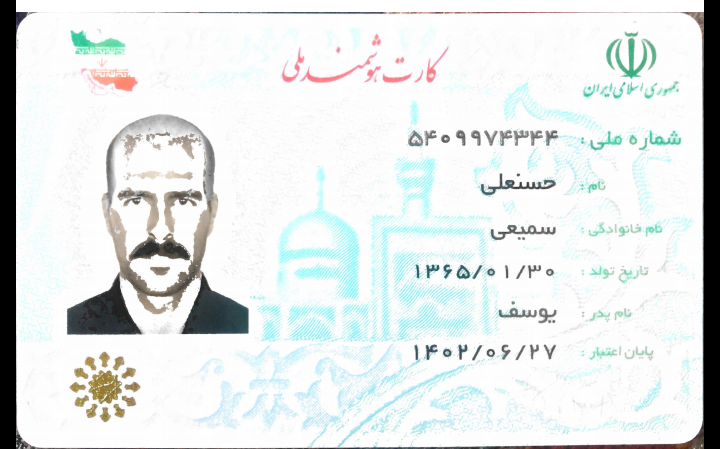 کارت هوشمند ملی
جمهوری اسلامی ایران
شماره ملی : ۵۴۰۹۹۷۴۳۴۴
نام : حسنعلی
نام خانوادگی : سمیعی
تاریخ تولد : ۱۳۶۵/۰۱/۳۰
نام پدر : یوسف
پایان اعتبار : ۱۴۰۲/۰۶/۲۷